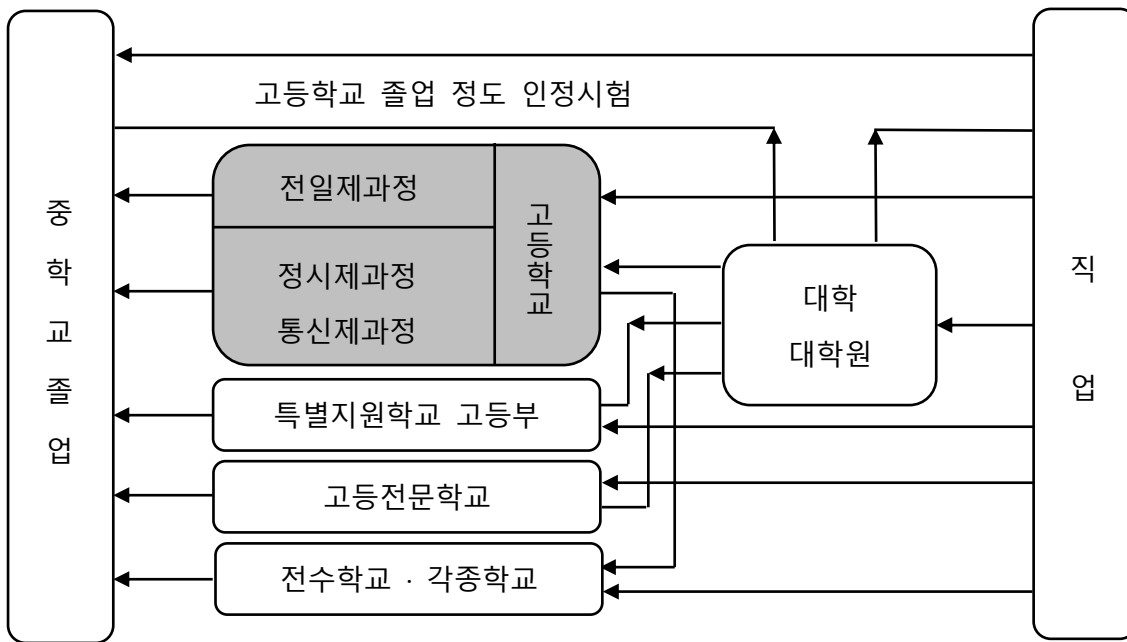 고등학교 졸업 정도 인정시험
중학교졸업
전일제과정
고등학교
정시제과정
통신제과정
대학
대학원
직업
특별지원학교 고등부
고등전문학교
전수학교 · 각종학교